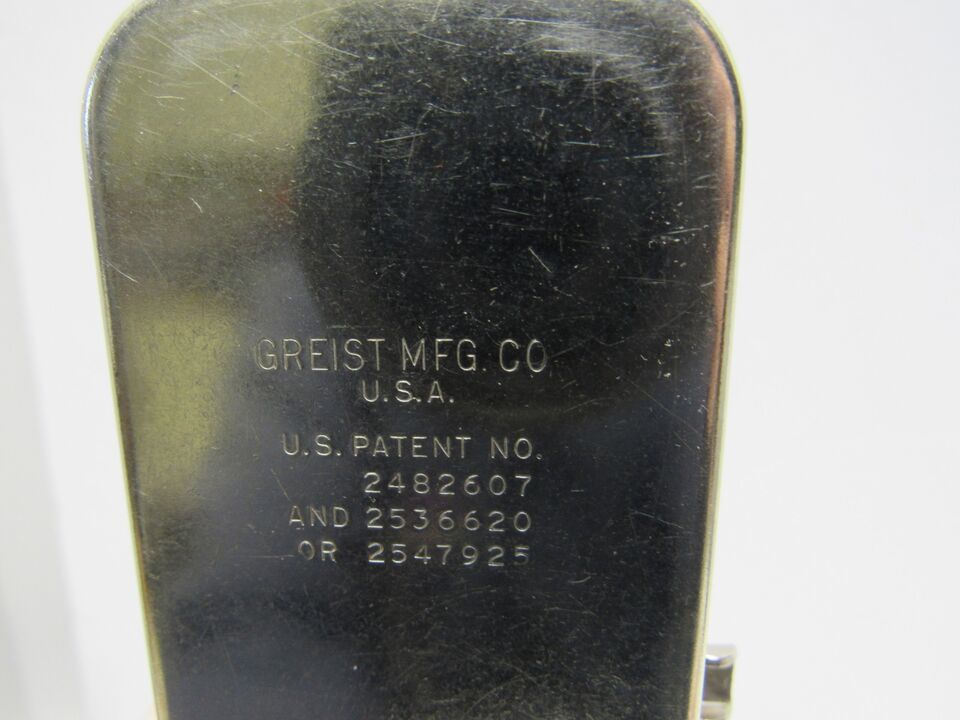 GREIST MFG. CO.
U.S.A.
U.S. PATENT NO.
2482607
AND 2536620
OR 2547925